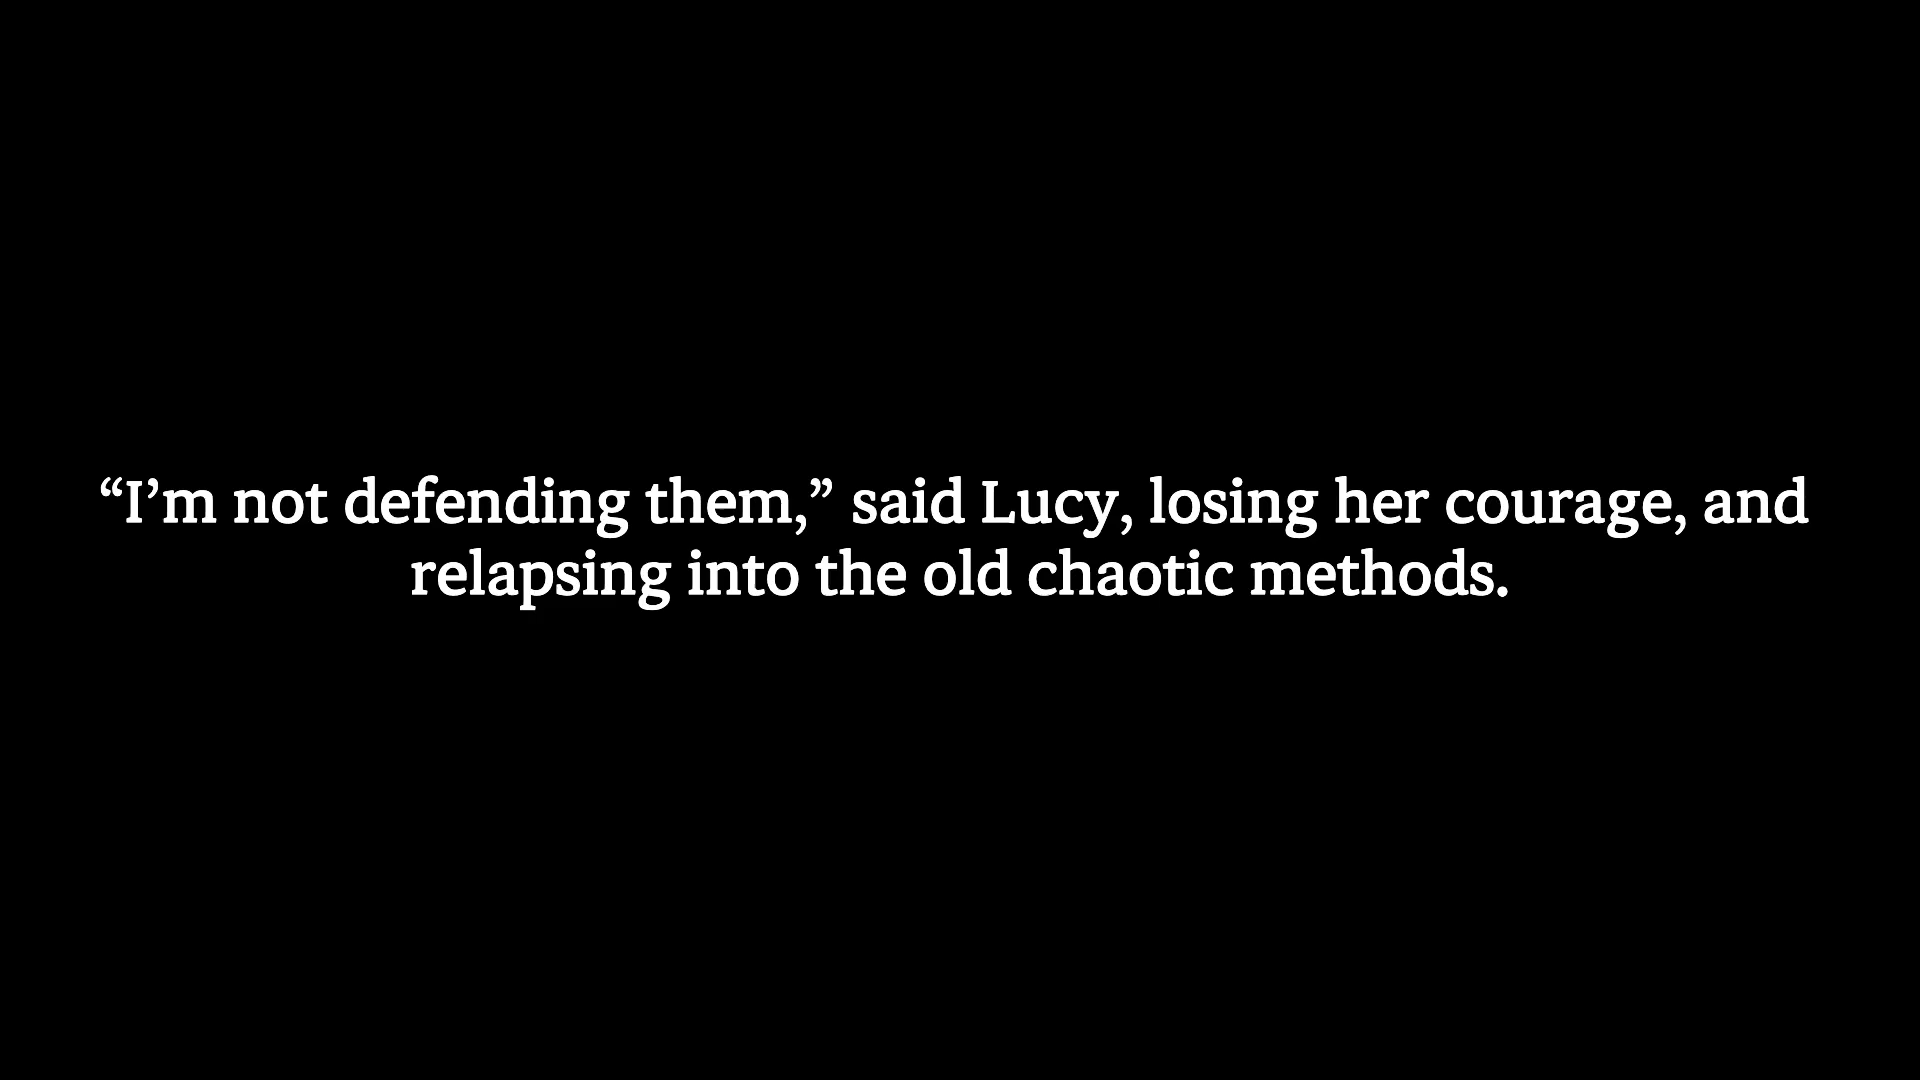 “I’m not defending them,” said Lucy, losing her courage, and
relapsing into the old chaotic methods.